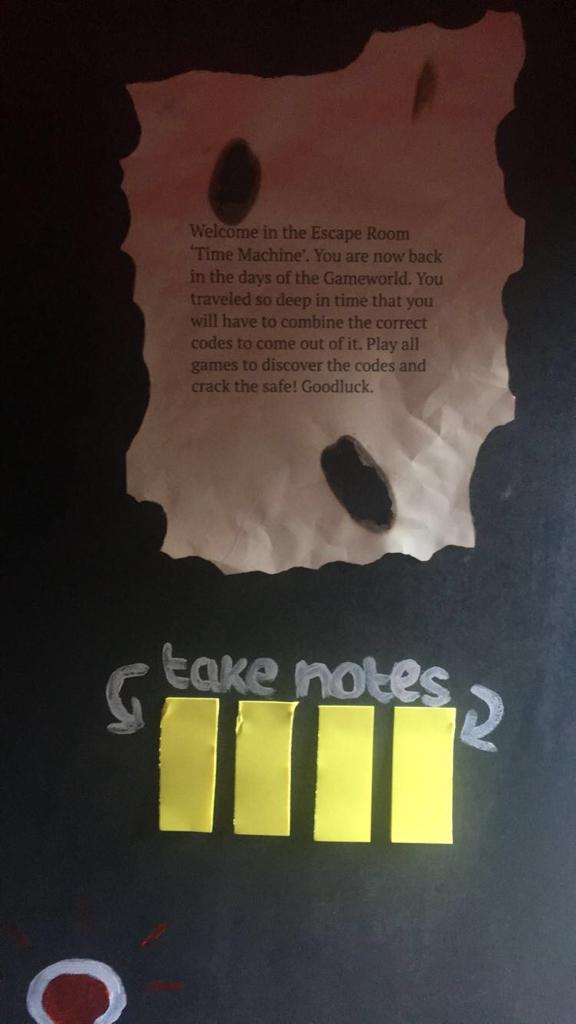 Welcome in the Escape Room
'Time Machine'. You are now back
in the days of the Gameworld. You
traveled so deep in time that you
will have to combine the correct
codes to come out of it. Play all
games to discover the codes and
crack the safe! Goodluck.
take notes